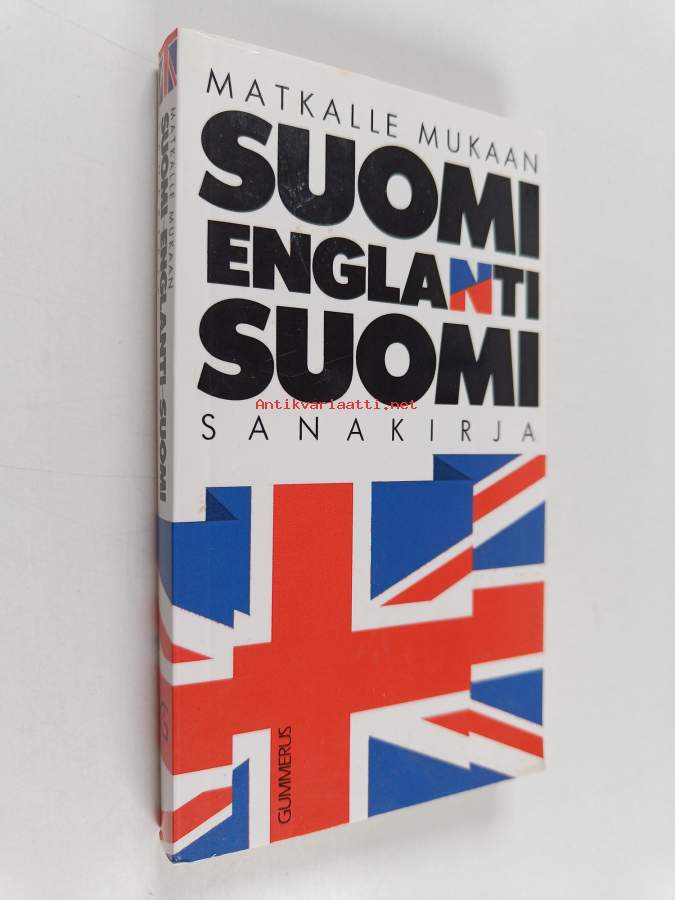 MATKALLE MUKAAN
SUOMI
ENGLANTI
SUOMI
Antikvariaatti.net
SANAKIRJA
GUMMERUS
MATKALLE MUKAAN
SUOMI-ENGLANTI-SUOMI